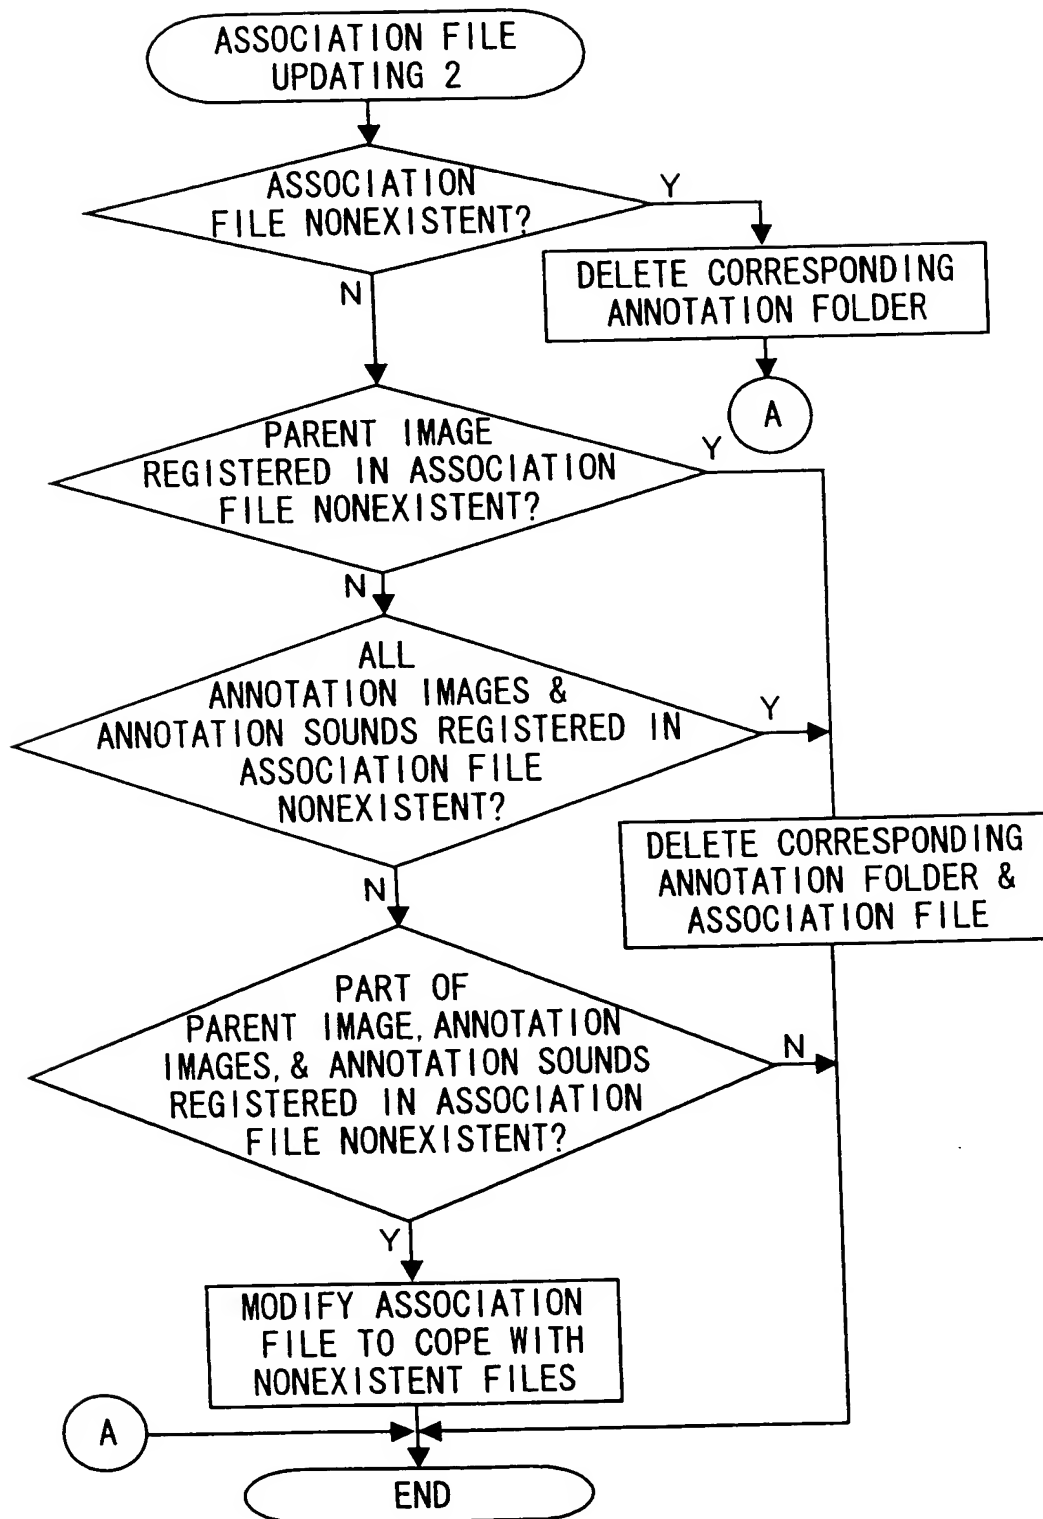 ASSOCIATION FILE
UPDATING 2
ASSOCIATION
FILE NONEXISTENT?
Y
N
DELETE CORRESPONDING
ANNOTATION FOLDER
A
PARENT IMAGE
REGISTERED IN ASSOCIATION
FILE NONEXISTENT?
Y
N
ALL
ANNOTATION IMAGES &
ANNOTATION SOUNDS REGISTERED IN
ASSOCIATION FILE
NONEXISTENT?
Y
N
DELETE CORRESPONDING
ANNOTATION FOLDER &
ASSOCIATION FILE
PART OF
PARENT IMAGE, ANNOTATION
IMAGES, & ANNOTATION SOUNDS
REGISTERED IN ASSOCIATION
FILE NONEXISTENT?
N
Y
MODIFY ASSOCIATION
FILE TO COPE WITH
NONEXISTENT FILES
A
END